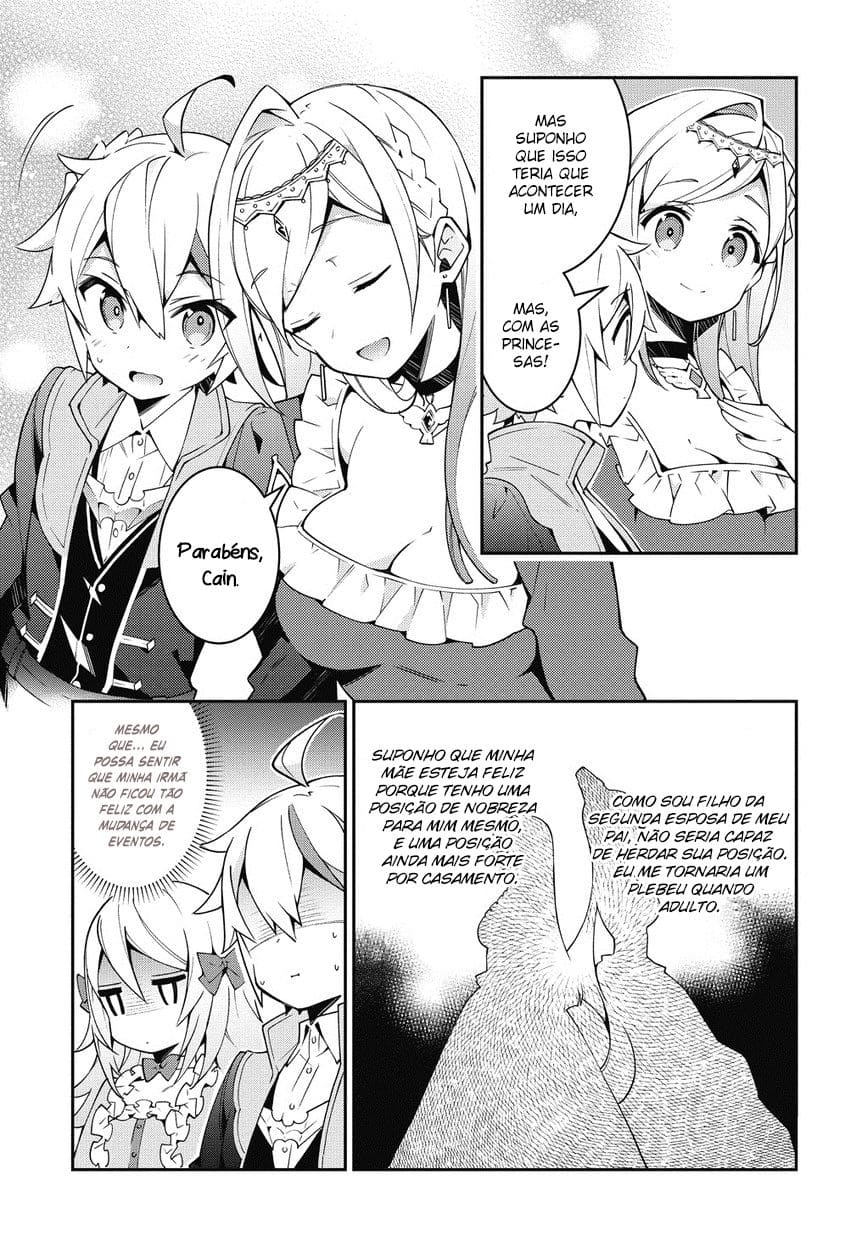 MAS
SUPONHO
QUE ISSO
TERIA QUE
ACONTECER
UM DIA,
MAS,
COM AS
PRINCE-
SAS!
Parabéns,
Cain.
COMO SOU FILHO DA
SEGUNDA ESPOSA DE MEU
PAI, NÃO SERIA CAPAZ
DE HERDAR SUA POSIÇÃO.
EU ME TORNARIA UM
PLEBEU QUANDO
ADULTO.
SUPONHO QUE MINHA
MÃE ESTEJA FELIZ
PORQUE TENHO UMA
POSIÇÃO DE NOBREZA
PARA MIM MESMO,
E UMA POSIÇÃO
AINDA MAIS FORTE
POR CASAMENTO.
MESMO
QUE... EU
POSSA SENTIR
QUE MINHA IRMÃ
NÃO FICOU TÃO
FELIZ COM A
MUDANÇA DE
EVENTOS.